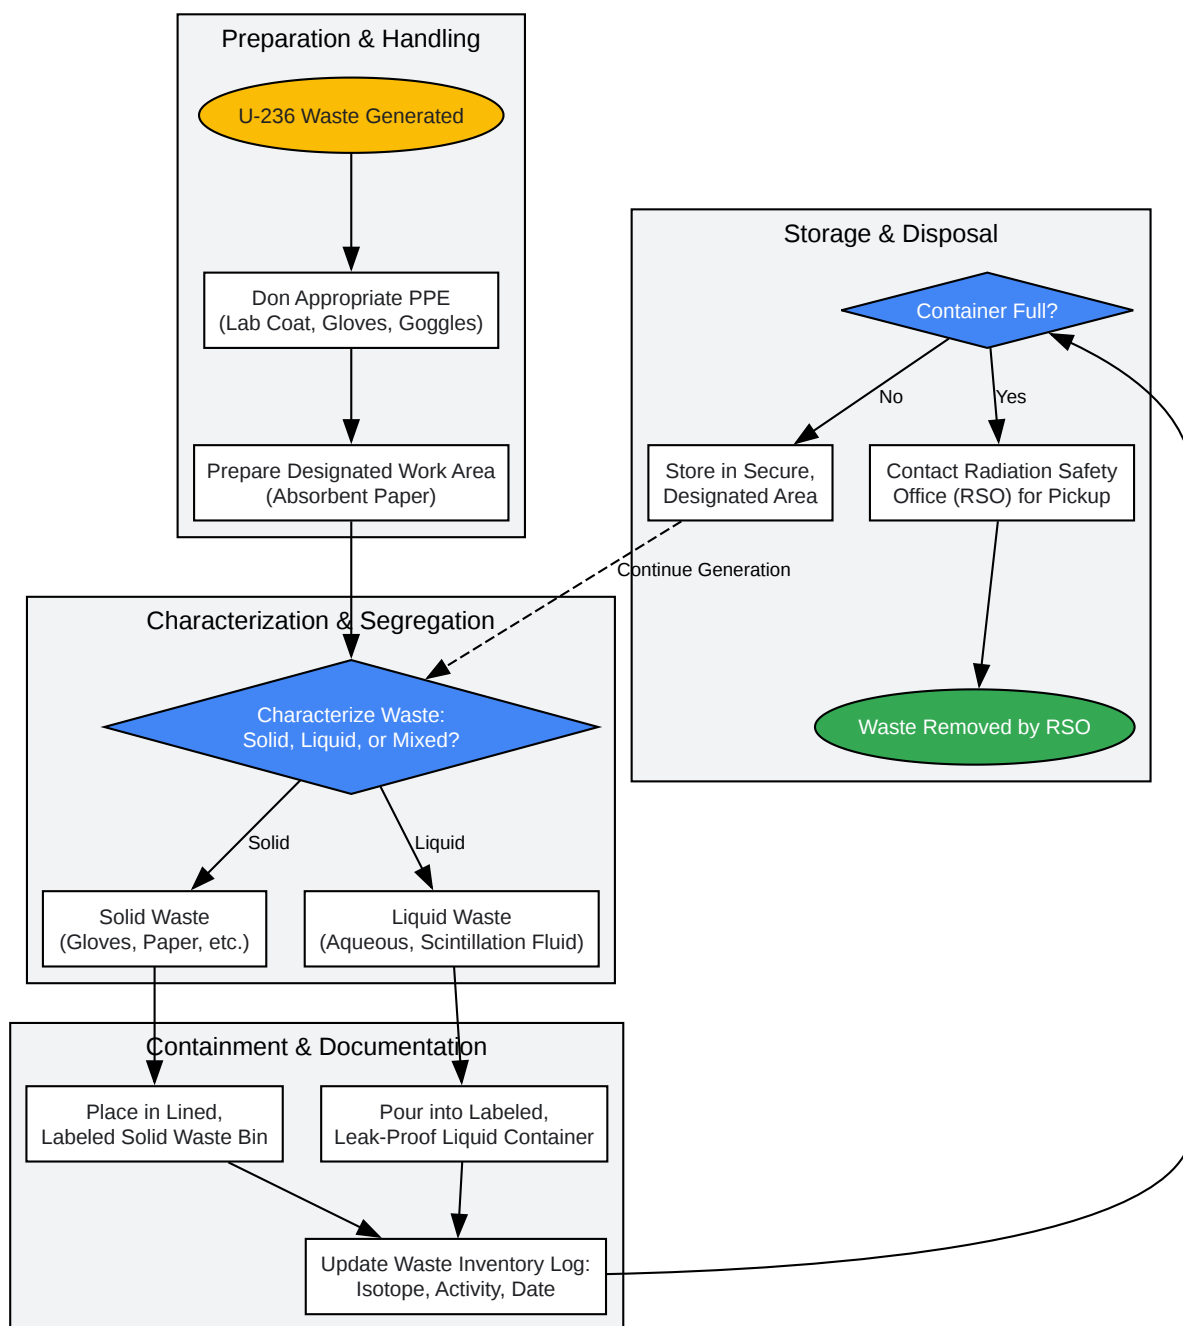 Preparation & Handling
U-236 Waste Generated
Don Appropriate PPE
(Lab Coat, Gloves, Goggles)
Prepare Designated Work Area
(Absorbent Paper)
Storage & Disposal
Container Full?
No
Yes
Store in Secure,
Designated Area
Contact Radiation Safety
Office (RSO) for Pickup
Continue Generation
Waste Removed by RSO
Characterization & Segregation
Characterize Waste:
Solid, Liquid, or Mixed?
Solid
Liquid
Solid Waste
(Gloves, Paper, etc.)
Liquid Waste
(Aqueous, Scintillation Fluid)
Containment & Documentation
Place in Lined,
Labeled Solid Waste Bin
Pour into Labeled,
Leak-Proof Liquid Container
Update Waste Inventory Log:
Isotope, Activity, Date